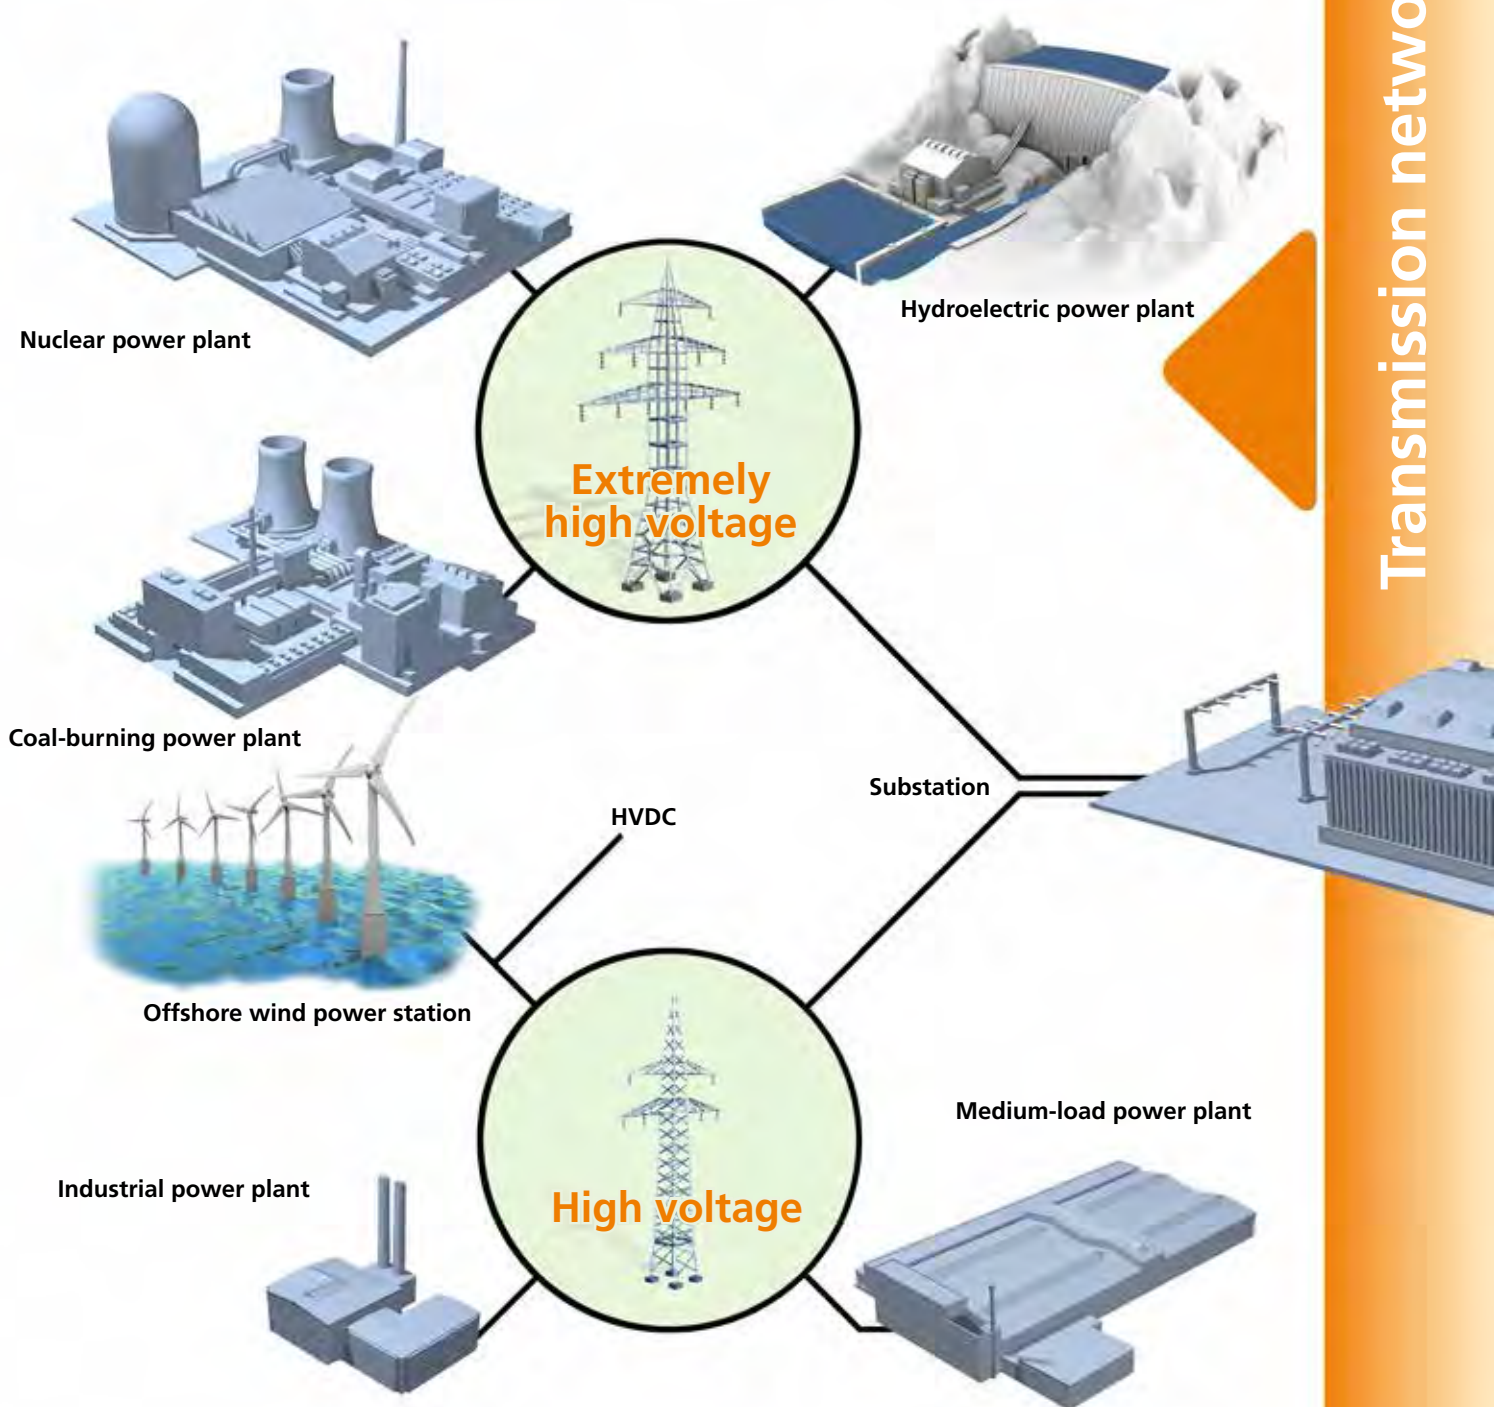 Transmission netwo
Nuclear power plant
Hydroelectric power plant
Extremely
high voltage
Coal-burning power plant
Substation
HVDC
Offshore wind power station
Medium-load power plant
Industrial power plant
High voltage